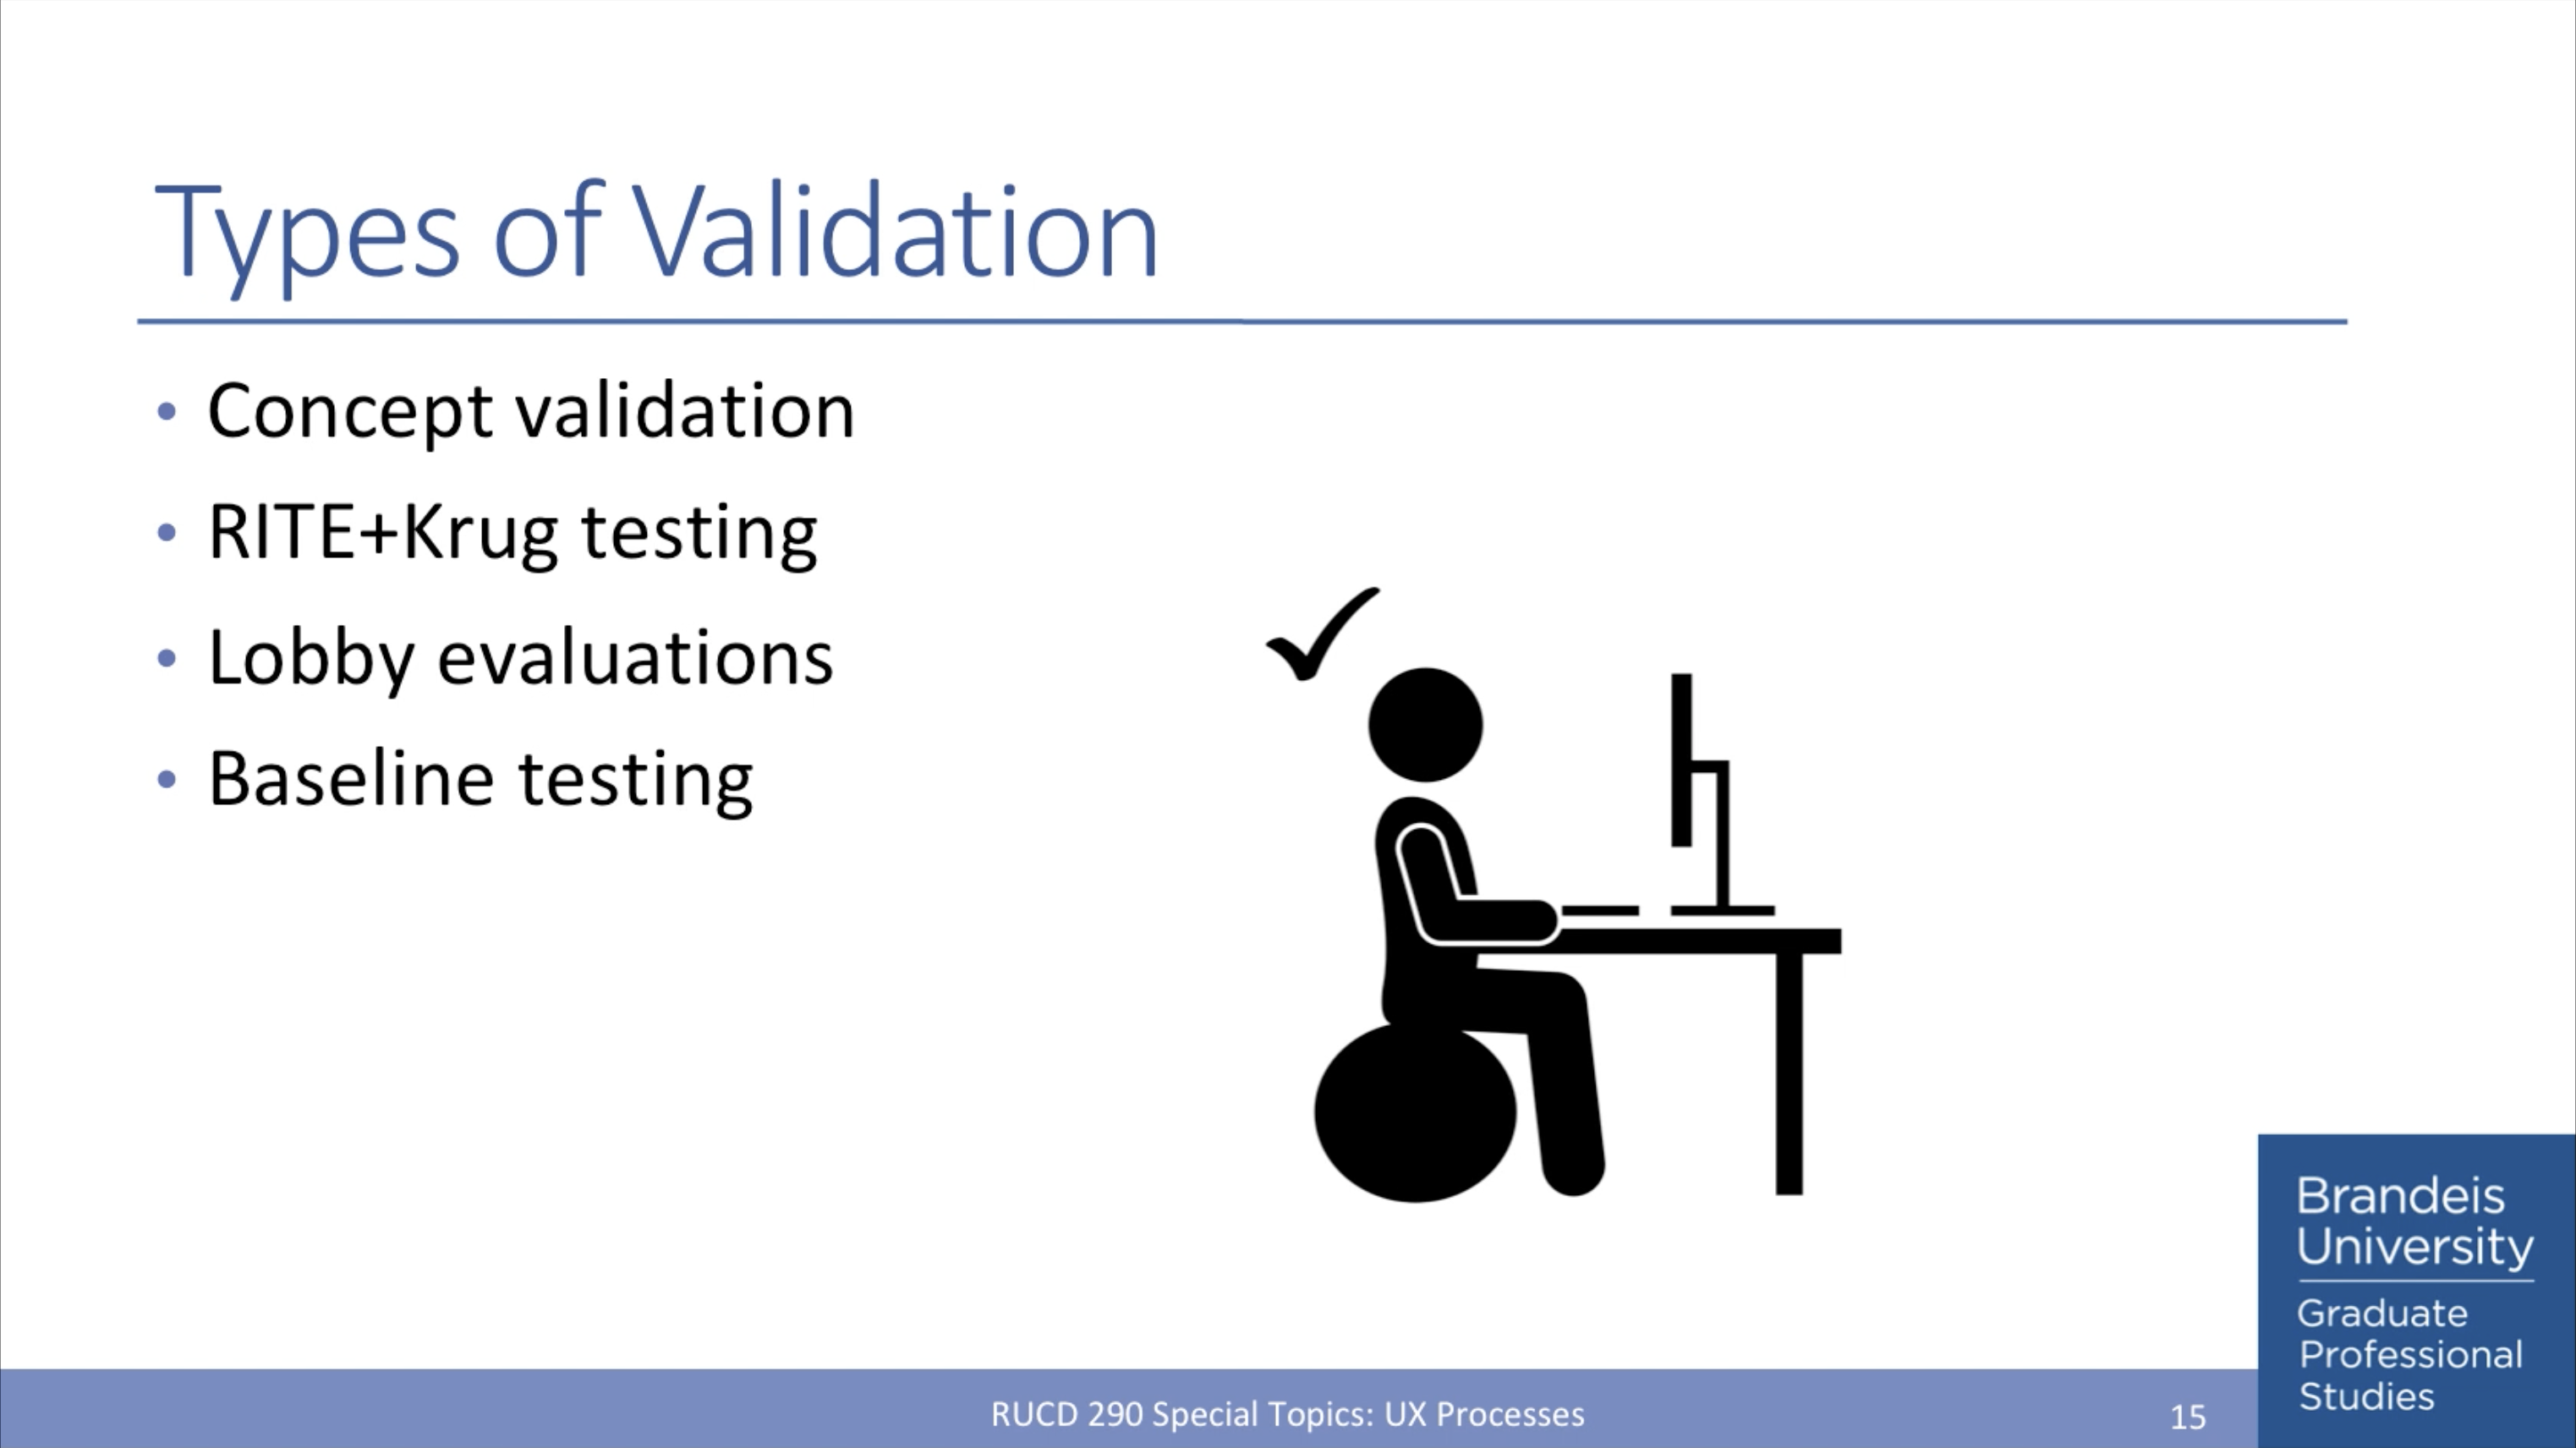 Types of Validation
• Concept validation
• RITE+Krug testing
• Lobby evaluations
• Baseline testing
Brandeis
University
Graduate
Professional
Studies
RUCD 290 Special Topics: UX Processes
15